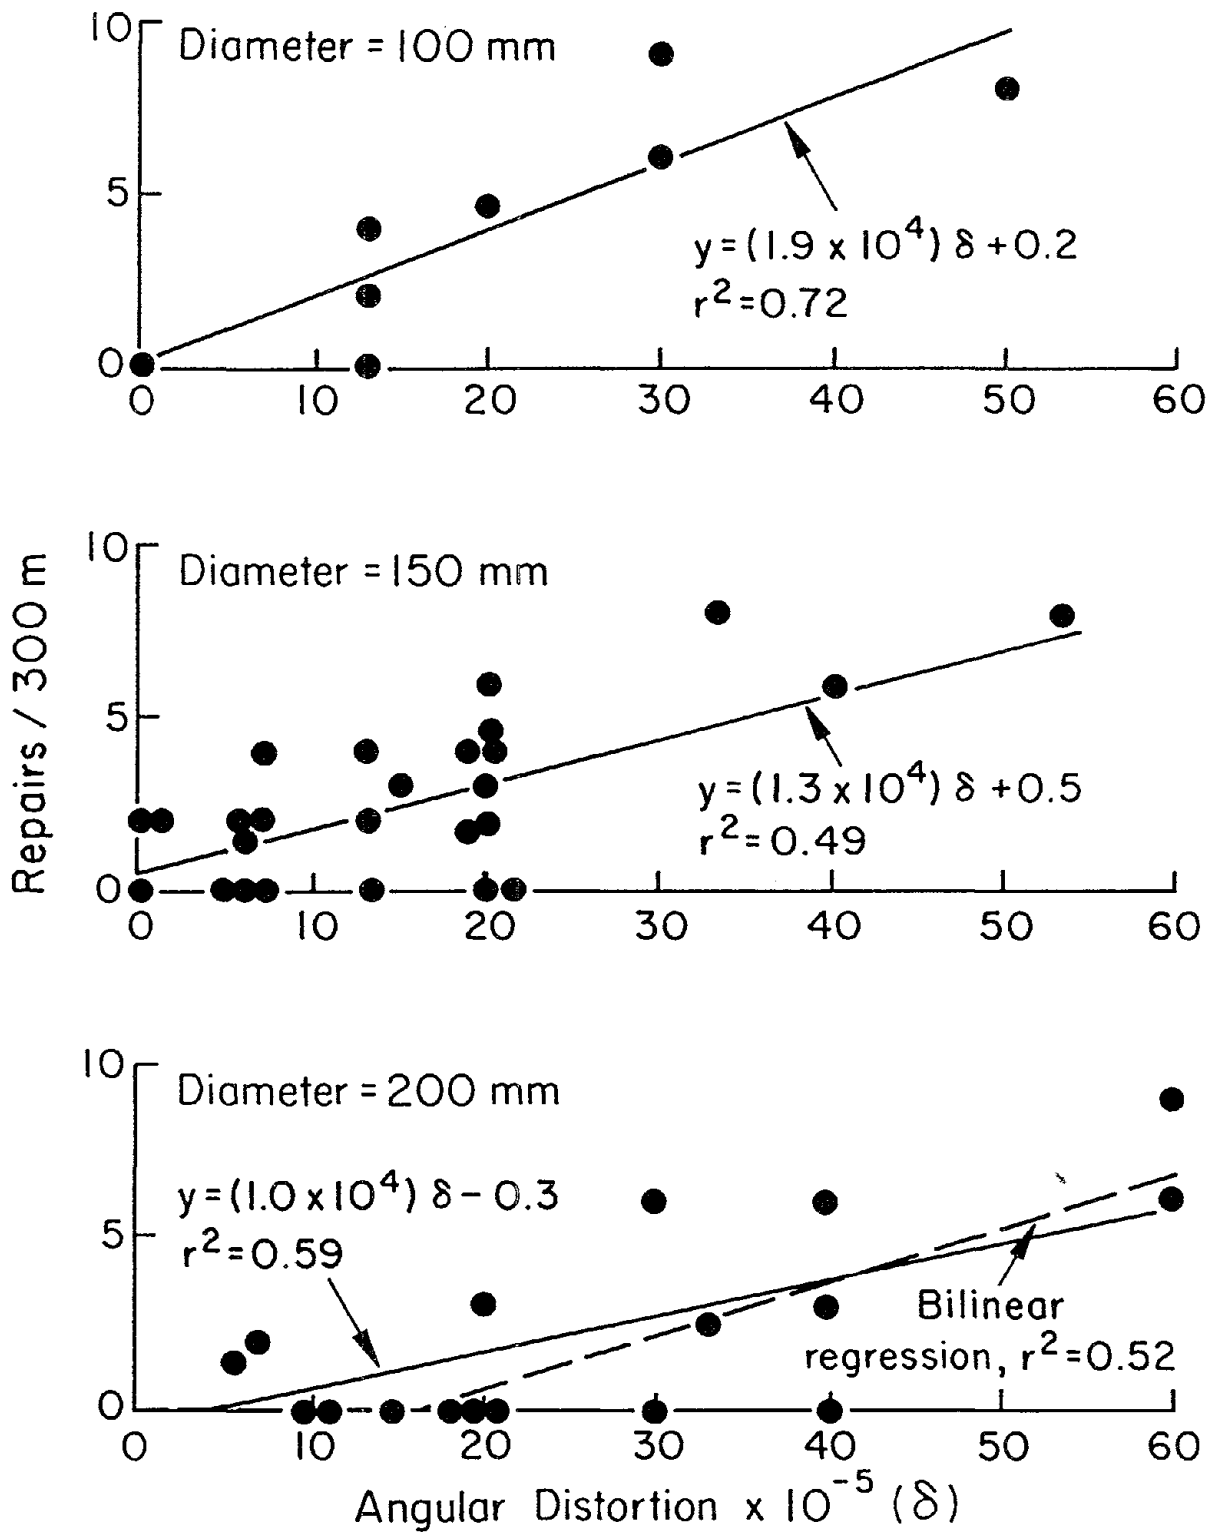 10
Diameter = 100 mm
5
y=(1.9 x 10⁴) δ +0.2
r²=0.72
0
0 10 20 30 40 50 60
Repairs / 300 m
10
Diameter = 150 mm
5
y=(1.3 x 10⁴) δ +0.5
r²=0.49
0
0 10 20 30 40 50 60
10
Diameter = 200 mm
y=(1.0 x 10⁴) δ - 0.3
5
r²=0.59
Bilinear
regression, r²=0.52
0
0 10 20 30 40 50 60
Angular Distortion x 10⁻⁵ (δ)